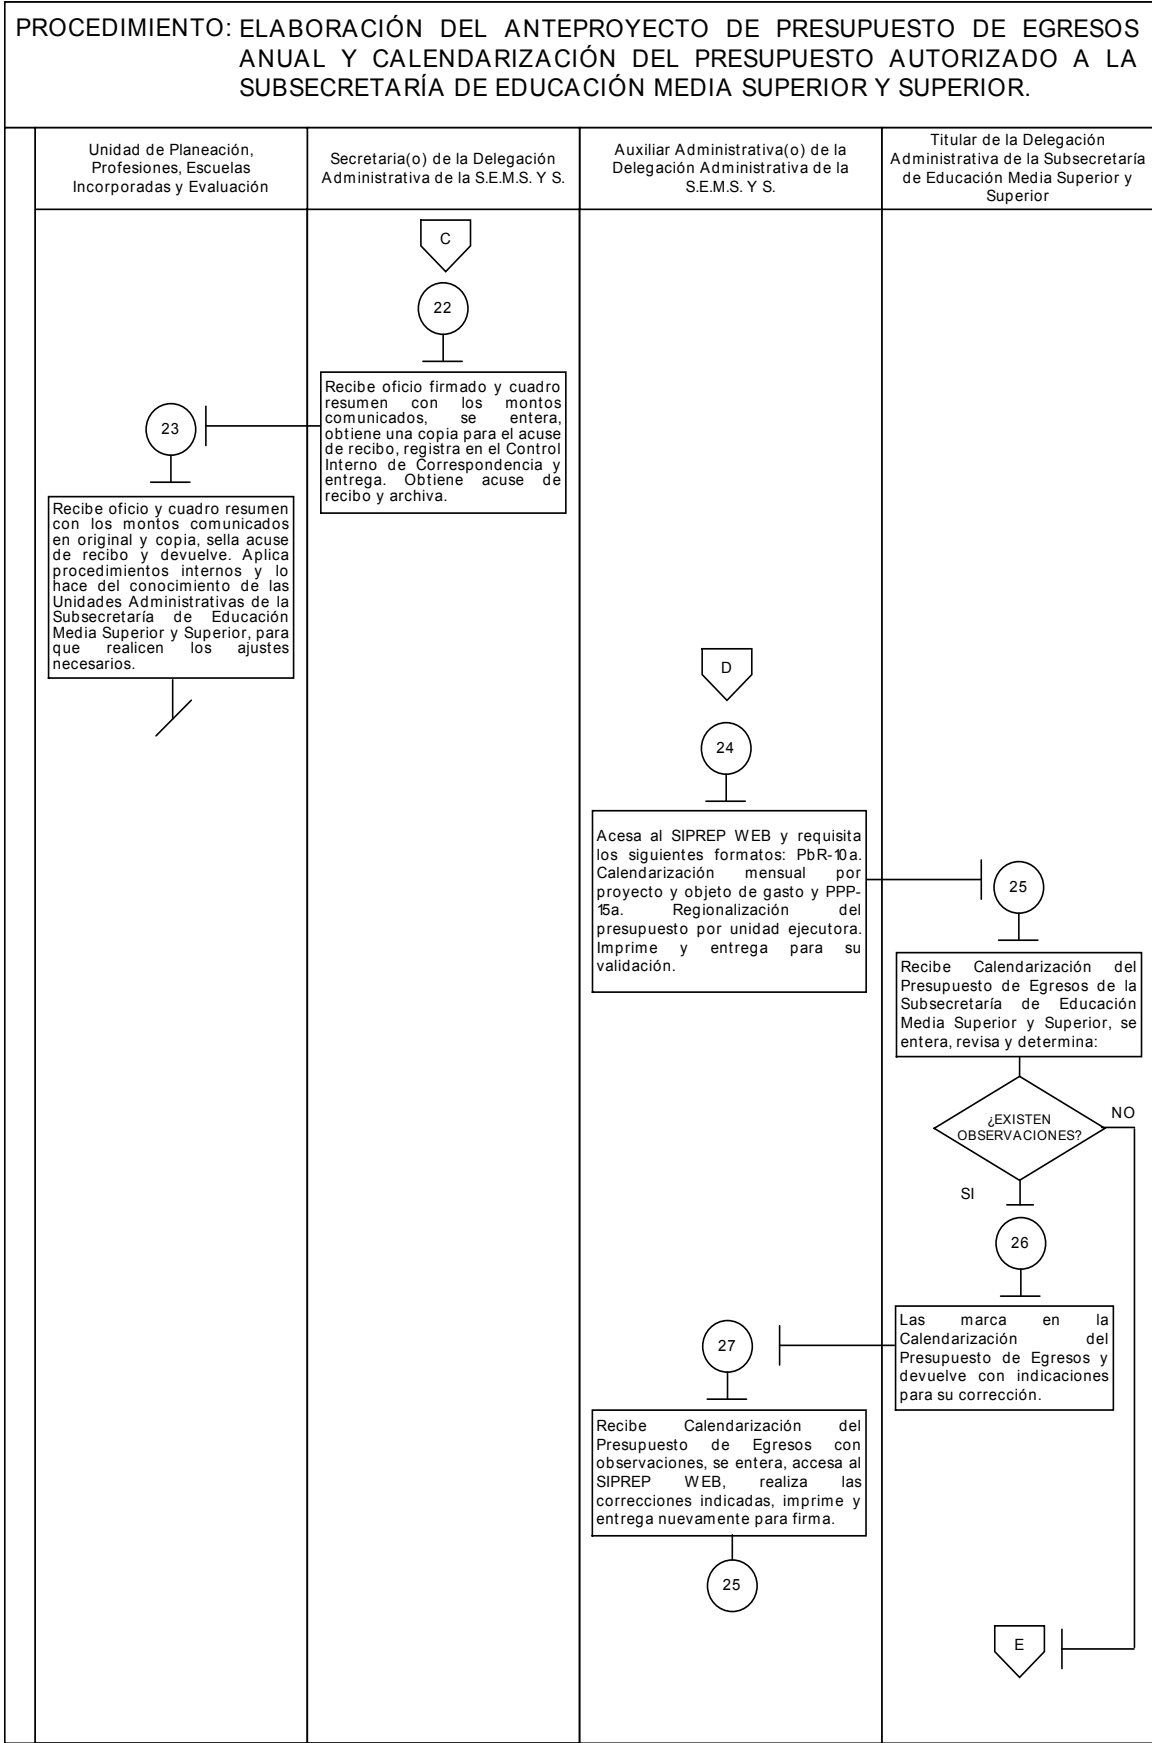 PROCEDIMIENTO: ELABORACIÓN DEL ANTEPROYECTO DE PRESUPUESTO DE EGRESOS
ANUAL Y CALENDARIZACIÓN DEL PRESUPUESTO AUTORIZADO A LA
SUBSECRETARÍA DE EDUCACIÓN MEDIA SUPERIOR Y SUPERIOR.
Unidad de Planeación,
Profesiones, Escuelas
Incorporadas y Evaluación
Secretaria(o) de la Delegación
Administrativa de la S.E.M.S. Y S.
Auxiliar Administrativa(o) de la
Delegación Administrativa de la
S.E.M.S. Y S.
Titular de la Delegación
Administrativa de la Subsecretaría
de Educación Media Superior y
Superior
C
22
Recibe oficio firmado y cuadro
resumen con los montos
comunicados, se entera,
obtiene una copia para el acuse
de recibo, registra en el Control
Interno de Correspondencia y
entrega. Obtiene acuse de
recibo y archiva.
23
Recibe oficio y cuadro resumen
con los montos comunicados
en original y copia, sella acuse
de recibo y devuelve. Aplica
procedimientos internos y lo
hace del conocimiento de las
Unidades Administrativas de la
Subsecretaría de Educación
Media Superior y Superior, para
que realicen los ajustes
necesarios.
D
24
Acesa al SIPREP WEB y requisita
los siguientes formatos: PbR-10a.
Calendarización mensual por
proyecto y objeto de gasto y PPP-
15a. Regionalización del
presupuesto por unidad ejecutora.
Imprime y entrega para su
validación.
25
Recibe Calendarización del
Presupuesto de Egresos de la
Subsecretaría de Educación
Media Superior y Superior, se
entera, revisa y determina:
¿EXISTEN
OBSERVACIONES?
NO
SI
26
Las marca en la
Calendarización del
Presupuesto de Egresos y
devuelve con indicaciones
para su corrección.
27
Recibe Calendarización del
Presupuesto de Egresos con
observaciones, se entera, accesa al
SIPREP WEB, realiza las
correcciones indicadas, imprime y
entrega nuevamente para firma.
25
E